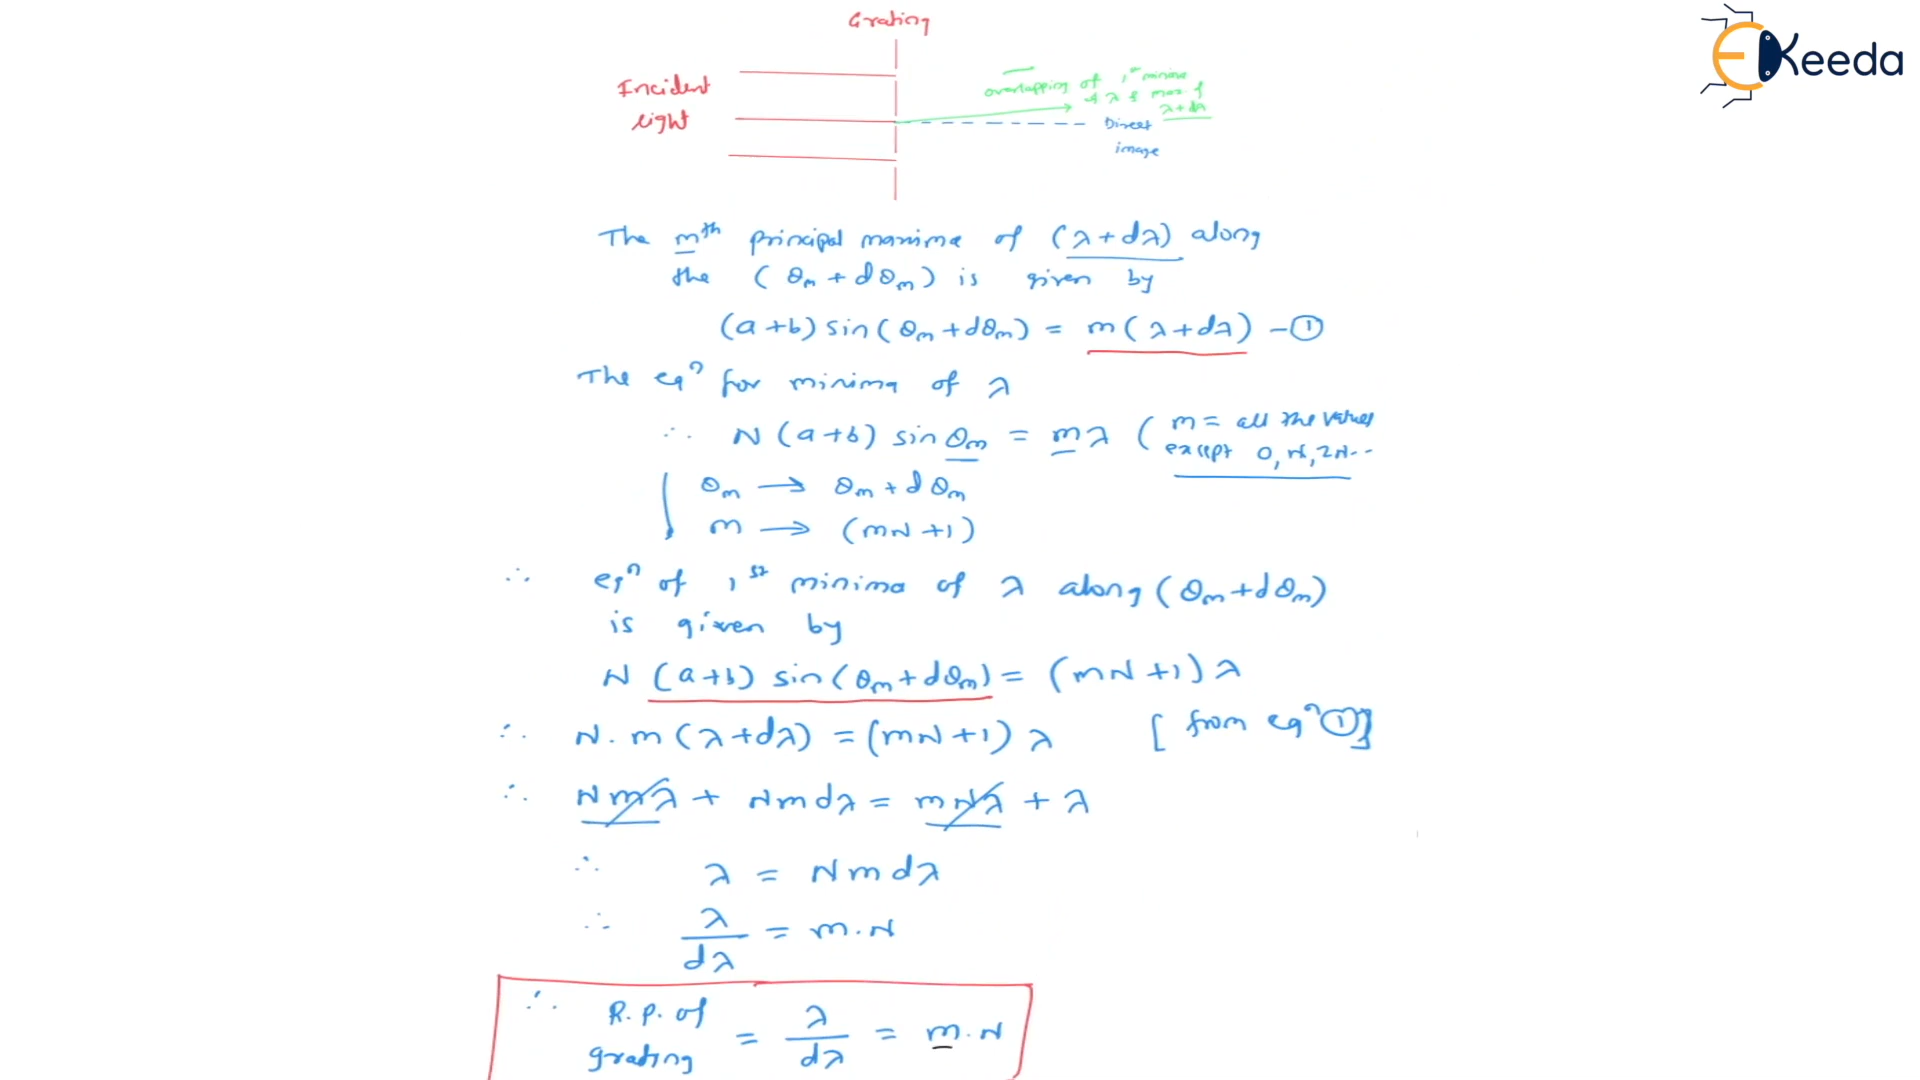 Grating
EKeeda
Incident light
overlapping of 1st minima of λ & max of λ+dλ
Direct image
The mth principal maxima of (λ+dλ) along
the (θm + dθm) is given by
(a+b) sin(θm+dθm) = m(λ+dλ) -①
The eqn for minima of λ
∴ N(a+b) sinθm = mλ (m = all the values except 0, N, 2N..
θm → θm + dθm
m → (mN+1)
∴ eqn of 1st minima of λ along (θm+dθm)
is given by
N (a+b) sin(θm+dθm) = (mN+1)λ
∴ N.m(λ+dλ) = (mN+1)λ [from eqn ①]
∴ Nmλ + Nmdλ = mNλ + λ
∴ λ = Nmdλ
∴ λ/dλ = m.N
∴ R.P. of grating = λ/dλ = m.N